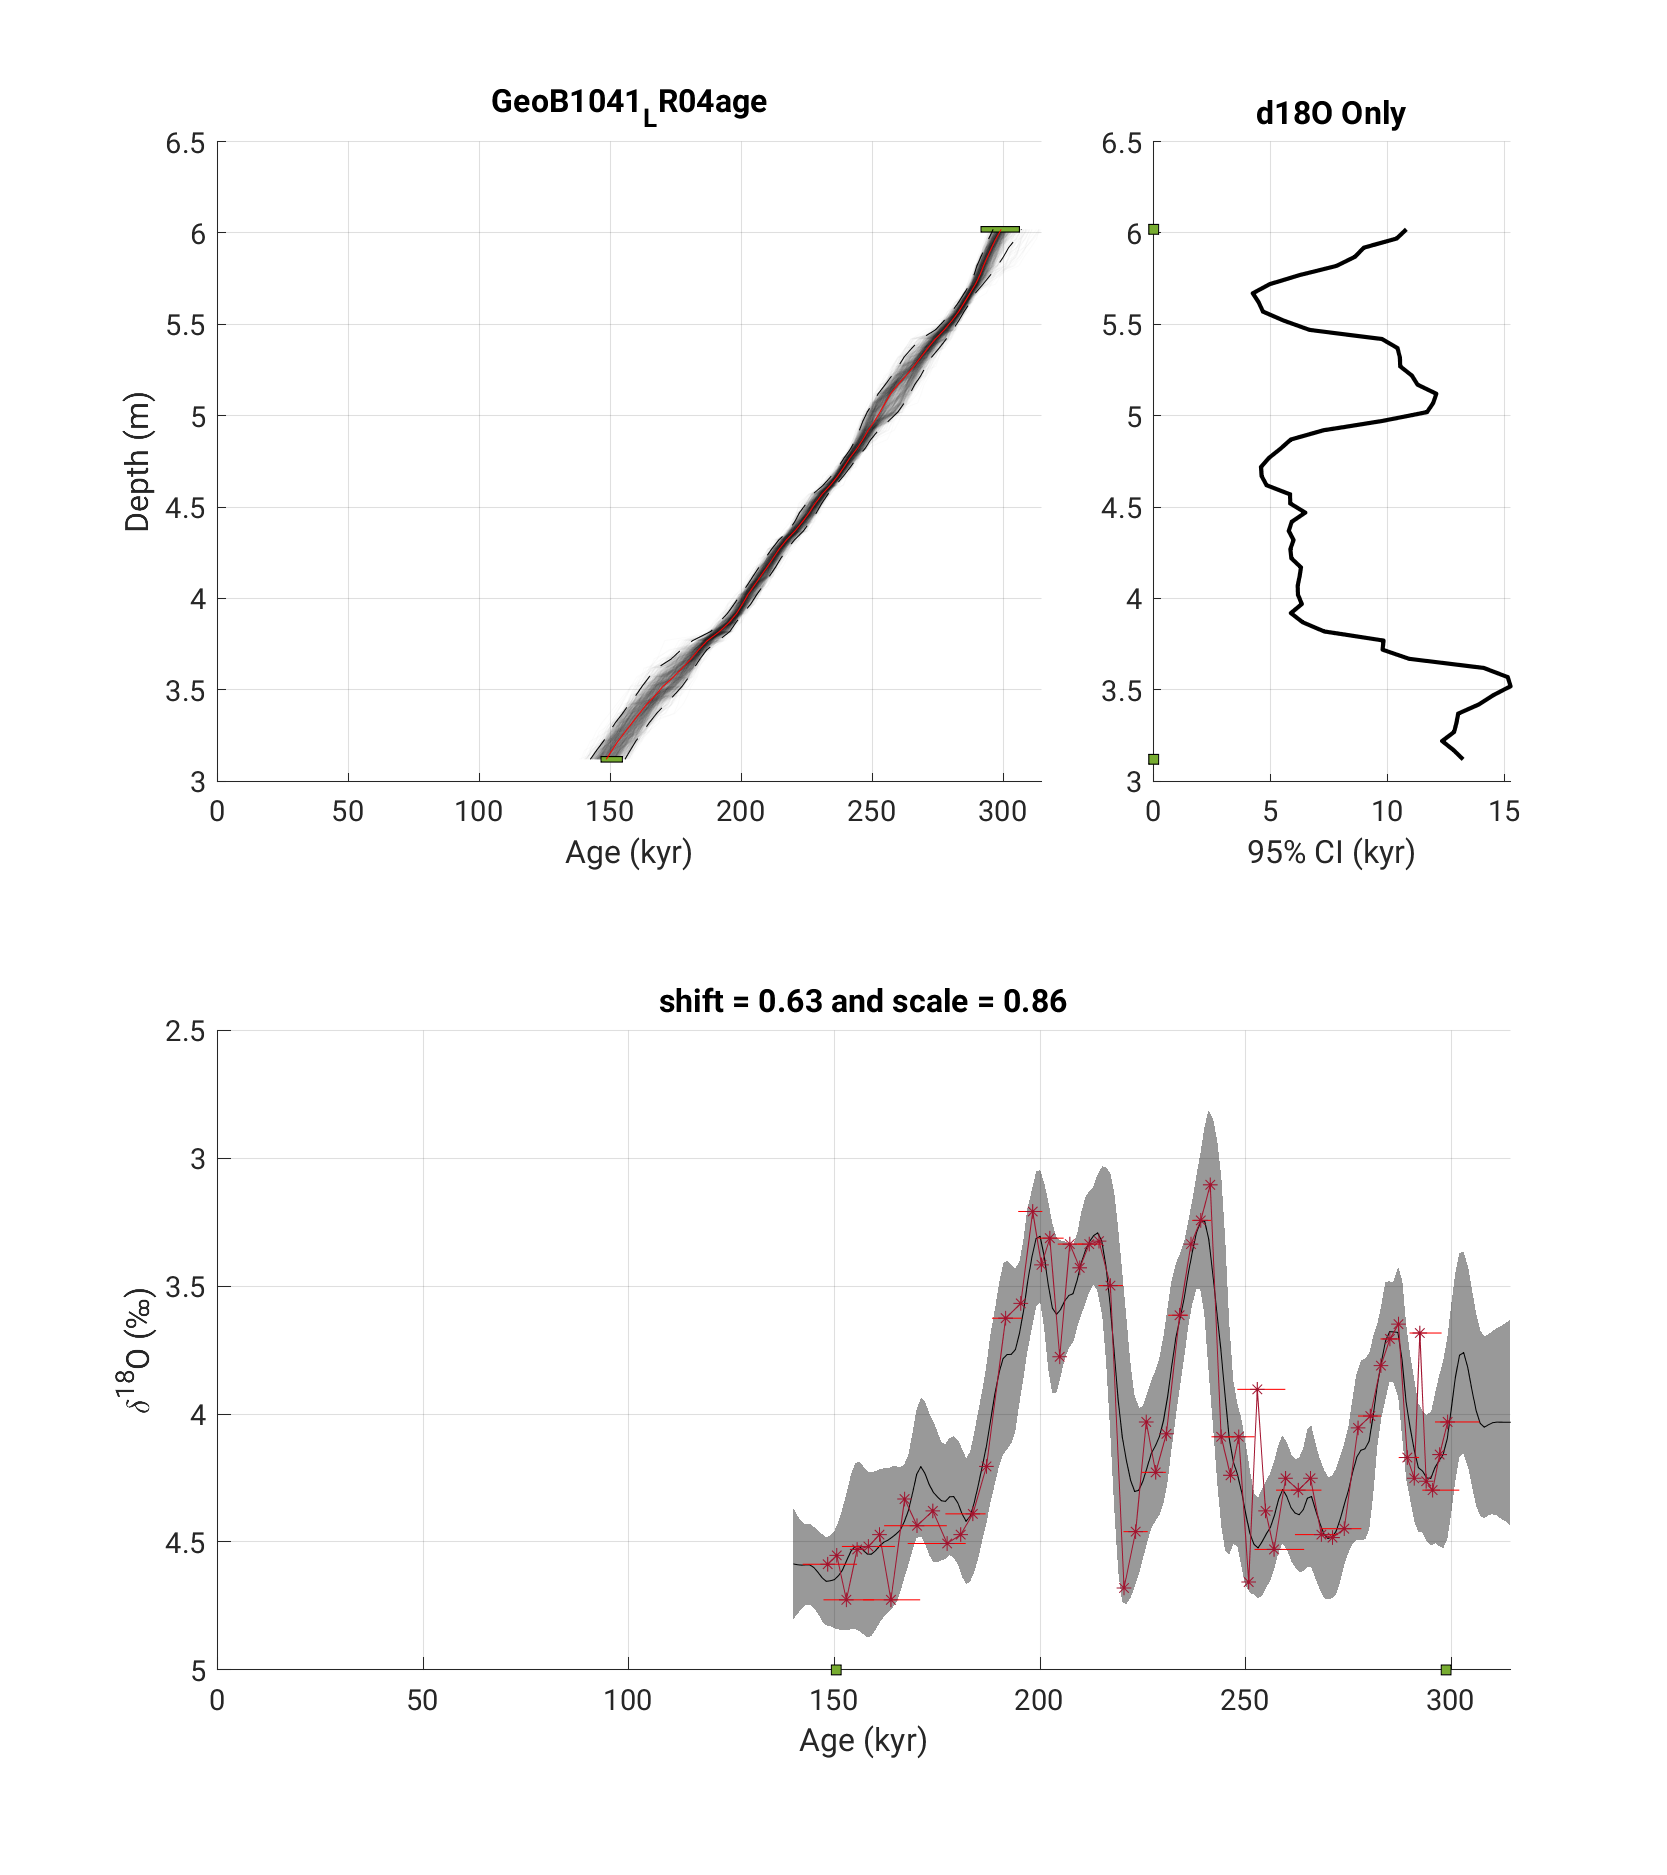 GeoB1041LR04age
d18O Only
6.5
6
5.5
5
4.5
4
3.5
3
Depth (m)
0 50 100 150 200 250 300
Age (kyr)
6.5
6
5.5
5
4.5
4
3.5
3
0 5 10 15
95% CI (kyr)
shift = 0.63 and scale = 0.86
2.5
3
3.5
4
4.5
5
δ18O (‰)
0 50 100 150 200 250 300
Age (kyr)